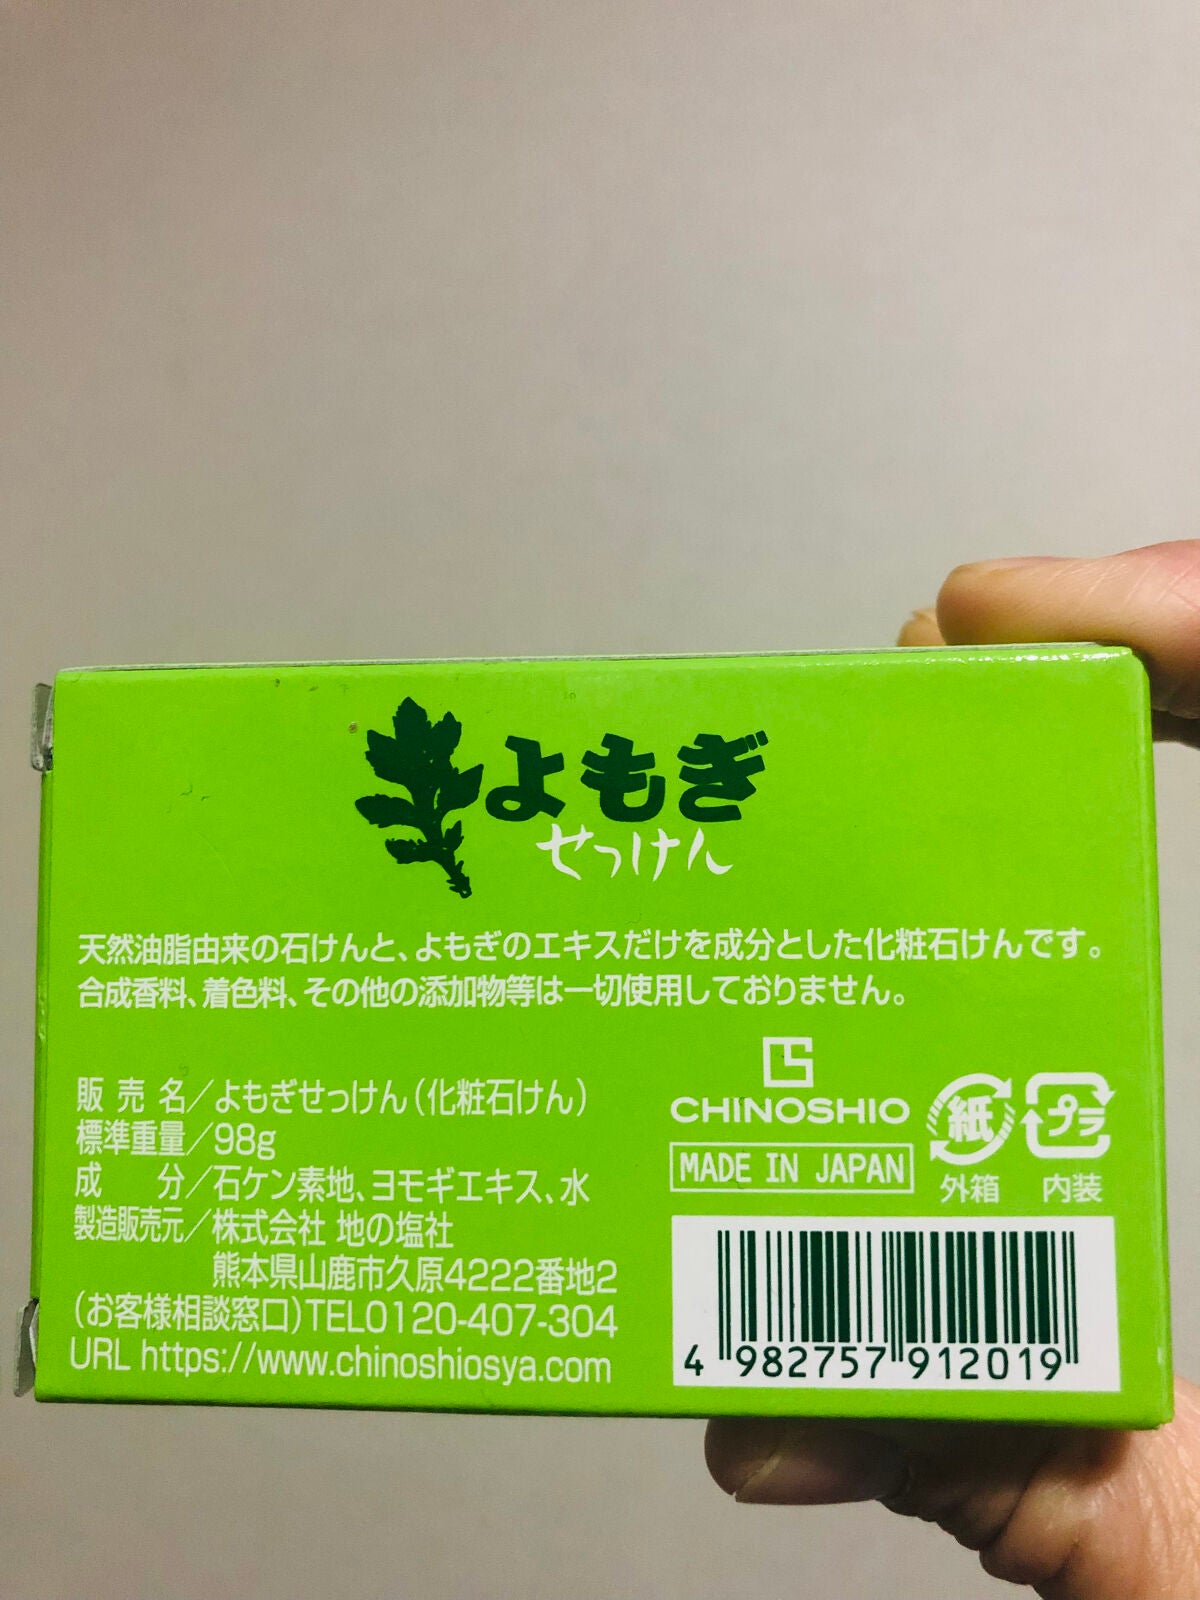 よもぎ
せっけん
天然油脂由来の石けんと、よもぎのエキスだけを成分とした化粧石けんです。
合成香料、着色料、その他の添加物等は一切使用しておりません。
販売名／よもぎせっけん(化粧石けん)
標準重量／98g
成分／石ケン素地、ヨモギエキス、水
製造販売元／株式会社 地の塩社
熊本県山鹿市久原4222番地2
(お客様相談窓口)TEL0120-407-304
URL https://www.chinoshiosya.com
CHINOSHIO
MADE IN JAPAN
紙
外箱
プラ
内装
4 982757 912019